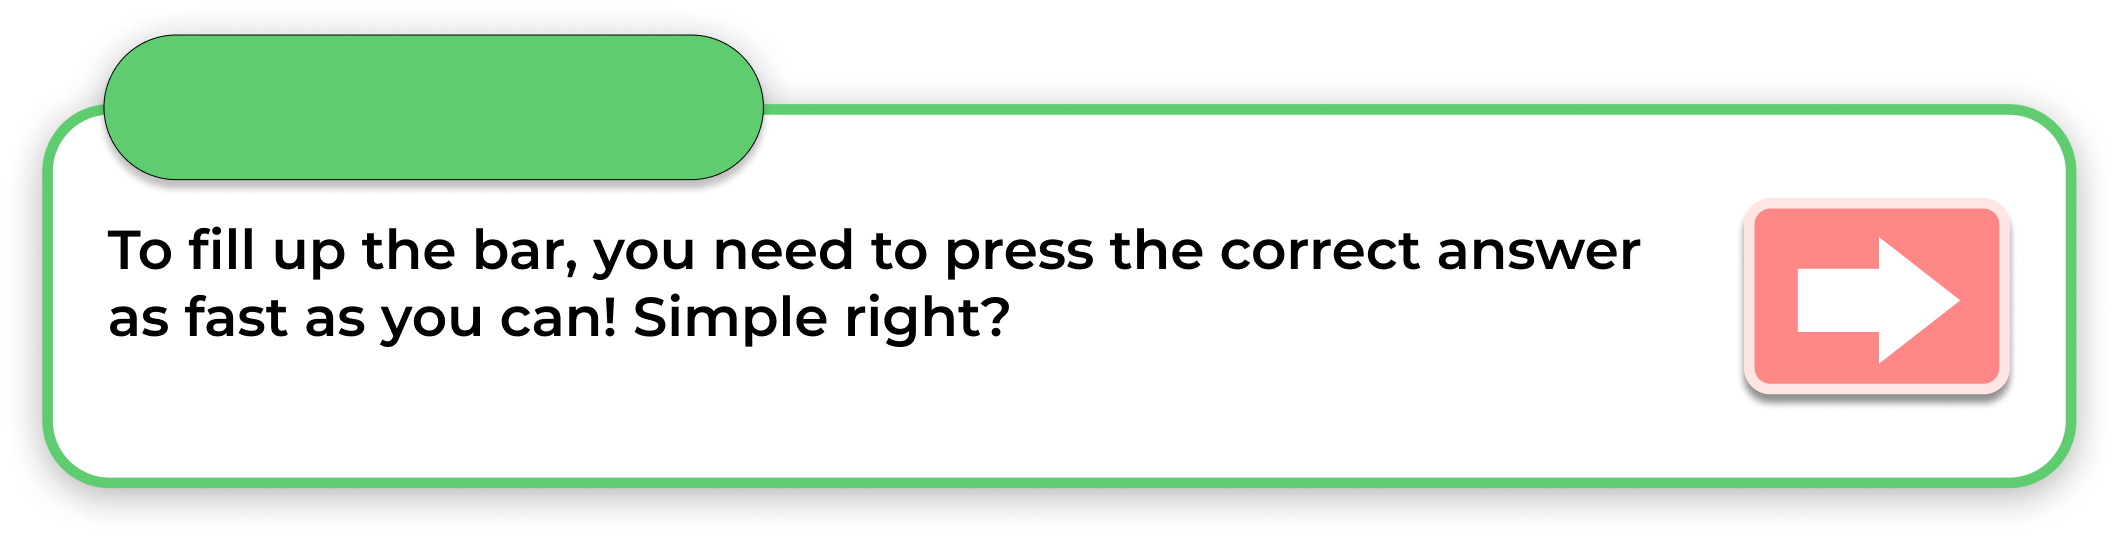 To fill up the bar, you need to press the correct answer
as fast as you can! Simple right?